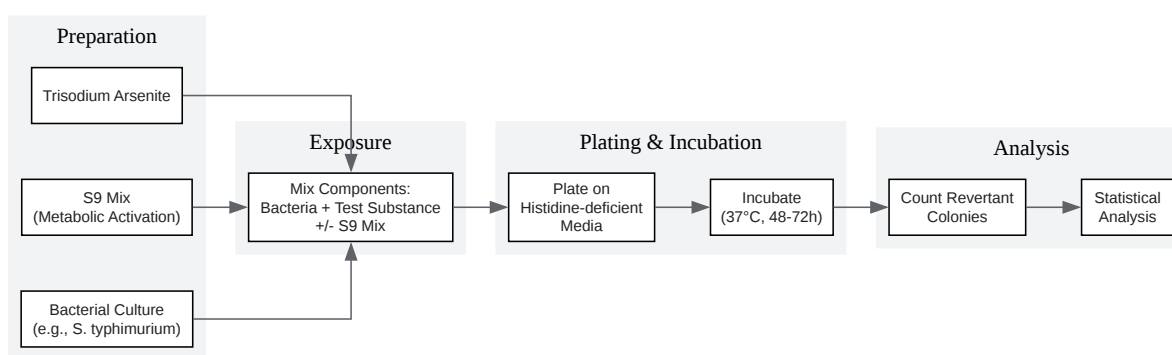 Preparation
Trisodium Arsenite
S9 Mix
(Metabolic Activation)
Bacterial Culture
(e.g., S. typhimurium)
Exposure
Mix Components:
Bacteria + Test Substance
+/- S9 Mix
Plating & Incubation
Plate on
Histidine-deficient
Media
Incubate
(37°C, 48-72h)
Analysis
Count Revertant
Colonies
Statistical
Analysis